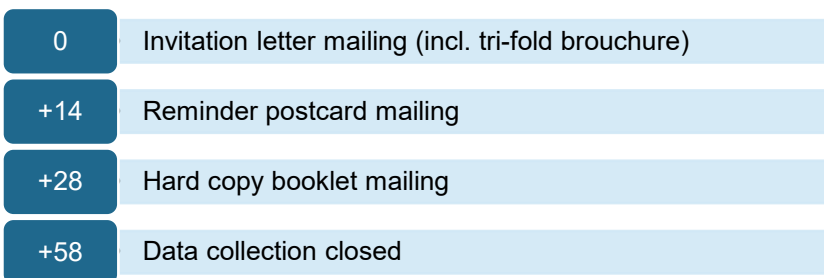 0 Invitation letter mailing (incl. tri-fold brouchure)
+14 Reminder postcard mailing
+28 Hard copy booklet mailing
+58 Data collection closed